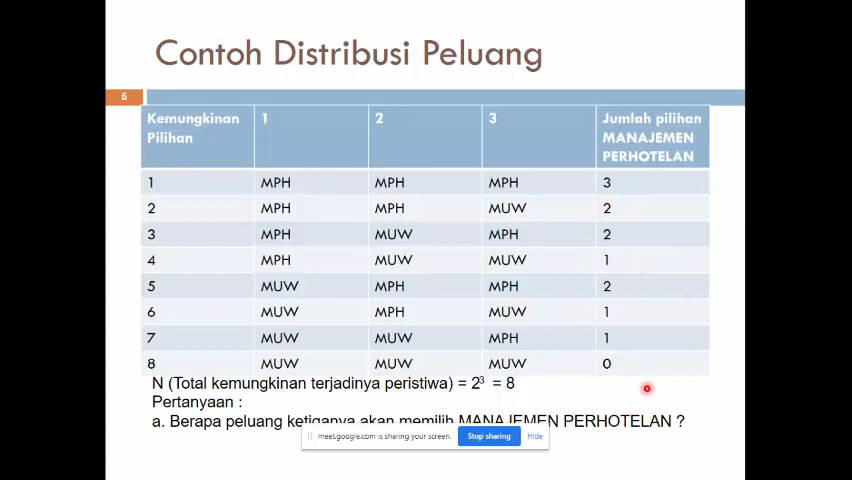 Contoh Distribusi Peluang
5
Kemungkinan Pilihan 1 2 3 Jumlah pilihan MANAJEMEN PERHOTELAN
1 MPH MPH MPH 3
2 MPH MPH MUW 2
3 MPH MUW MPH 2
4 MPH MUW MUW 1
5 MUW MPH MPH 2
6 MUW MPH MUW 1
7 MUW MUW MPH 1
8 MUW MUW MUW 0
N (Total kemungkinan terjadinya peristiwa) = 2³ = 8
Pertanyaan :
a. Berapa peluang ketiganya akan memilih MANAJEMEN PERHOTELAN ?
meet.google.com is sharing your screen. Stop sharing Hide